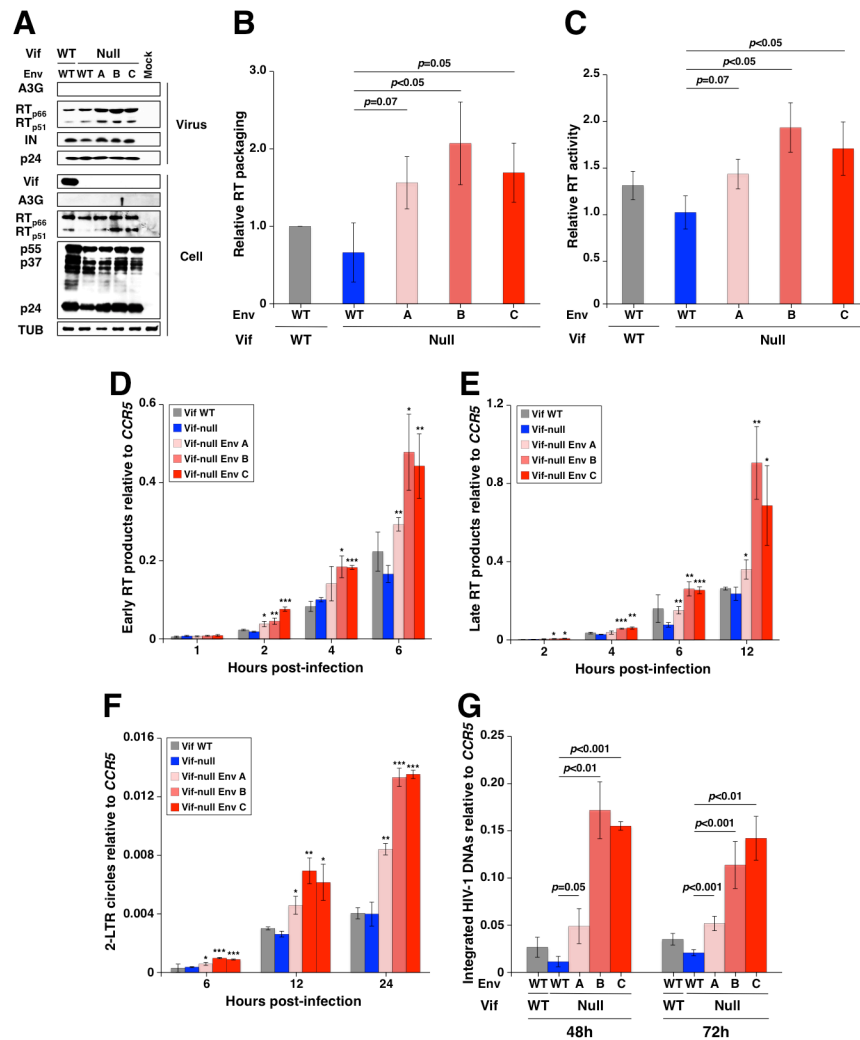 A
Vif WT Null Mock
Env WT WT A B C
A3G
RTp66
RTp51
IN
p24
Virus
Vif
A3G
RTp66
RTp51
p55
p37
p24
TUB
Cell
B
Relative RT packaging
3.0
2.0
1.0
0
p=0.05
p<0.05
p=0.07
Env WT WT A B C
Vif WT Null
C
Relative RT activity
2.5
2.0
1.5
1.0
0.5
0
p<0.05
p<0.05
p=0.07
Env WT WT A B C
Vif WT Null
D
Early RT products relative to CCR5
0.6
0.4
0.2
0
Vif WT
Vif-null
Vif-null Env A
Vif-null Env B
Vif-null Env C
* ** ***
* ***
** * **
1 2 4 6
Hours post-infection
E
Late RT products relative to CCR5
1.2
0.8
0.4
0
Vif WT
Vif-null
Vif-null Env A
Vif-null Env B
Vif-null Env C
* *
*** **
** ** ***
* ** *
2 4 6 12
Hours post-infection
F
2-LTR circles relative to CCR5
0.016
0.012
0.008
0.004
0
Vif WT
Vif-null
Vif-null Env A
Vif-null Env B
Vif-null Env C
* *** ***
* ** *
** *** ***
6 12 24
Hours post-infection
G
Integrated HIV-1 DNAs relative to CCR5
0.25
0.20
0.15
0.10
0.05
0
p<0.001
p<0.01
p=0.05
p<0.01
p<0.001
p<0.001
Env WT WT A B C WT WT A B C
Vif WT Null WT Null
48h 72h